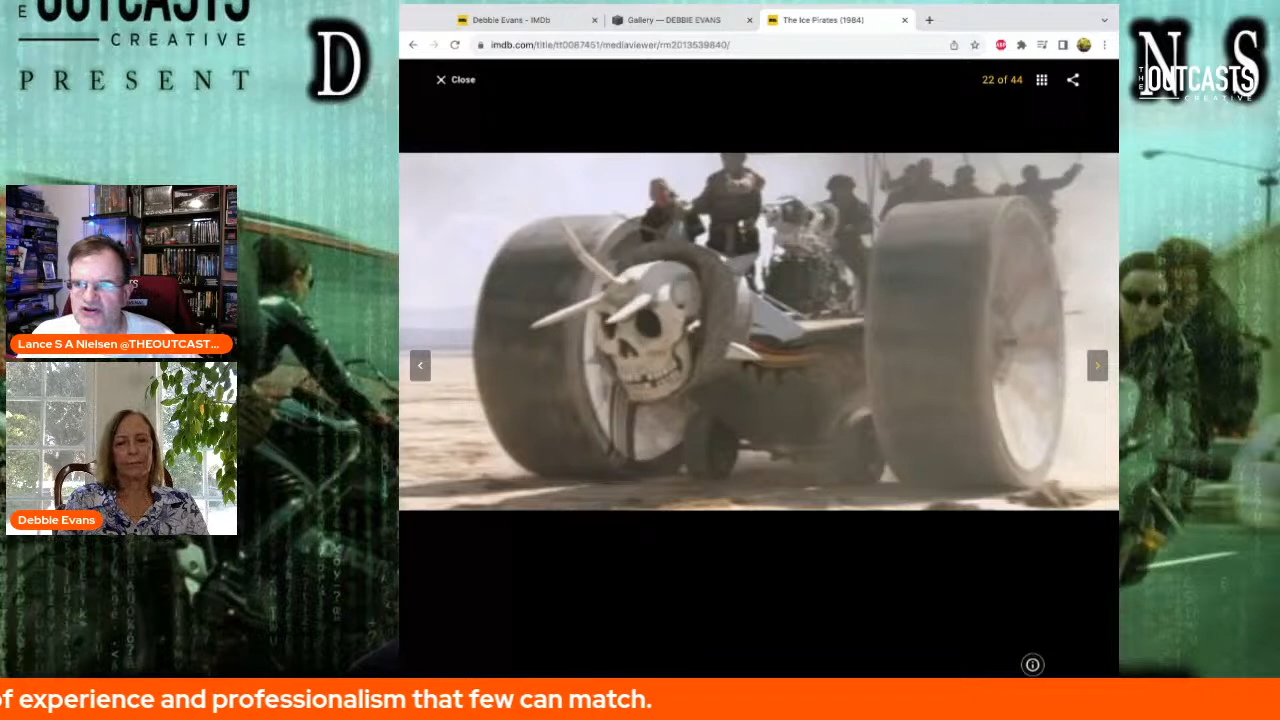 E OUTCASTS
CREATIVE
PRESENT
D
N S
THE
OUTCASTS
CREATIVE
Debbie Evans - IMDb
Gallery — DEBBIE EVANS
The Ice Pirates (1984)
imdb.com/title/tt0087451/mediaviewer/rm2013539840/
ABP
Close
22 of 44
Lance S A Nielsen @THEOUTCAST...
Debbie Evans
of experience and professionalism that few can match.